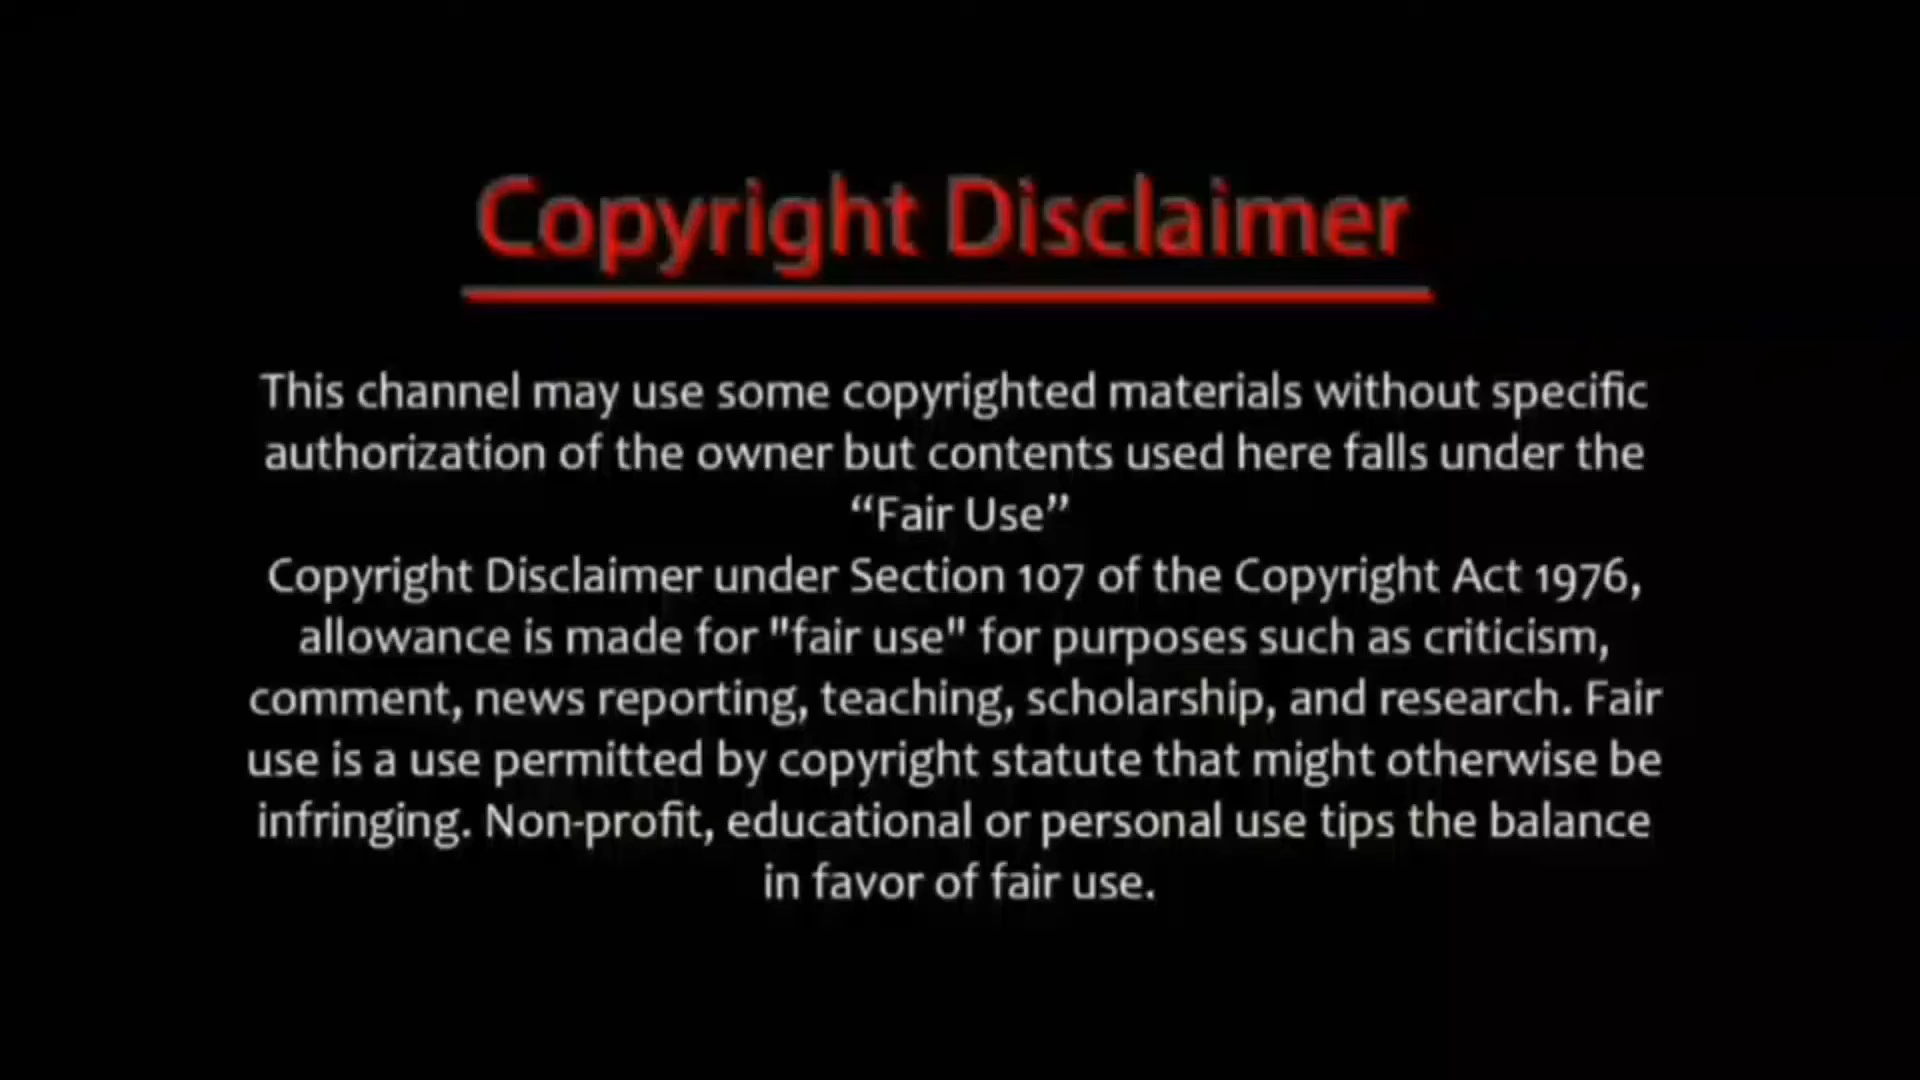 Copyright Disclaimer
This channel may use some copyrighted materials without specific
authorization of the owner but contents used here falls under the
“Fair Use”
Copyright Disclaimer under Section 107 of the Copyright Act 1976,
allowance is made for "fair use" for purposes such as criticism,
comment, news reporting, teaching, scholarship, and research. Fair
use is a use permitted by copyright statute that might otherwise be
infringing. Non-profit, educational or personal use tips the balance
in favor of fair use.